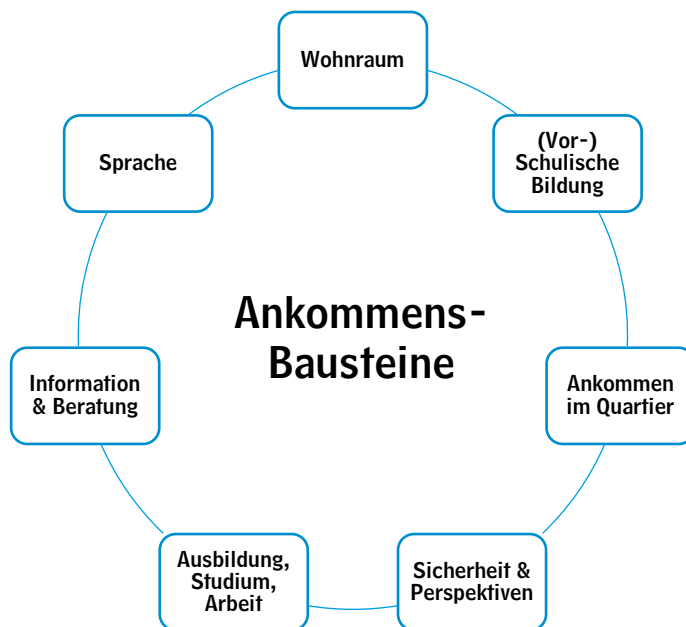 Wohnraum
(Vor-)
Schulische
Bildung
Ankommen
im Quartier
Sicherheit &
Perspektiven
Ausbildung,
Studium,
Arbeit
Information
& Beratung
Sprache
Ankommens-
Bausteine